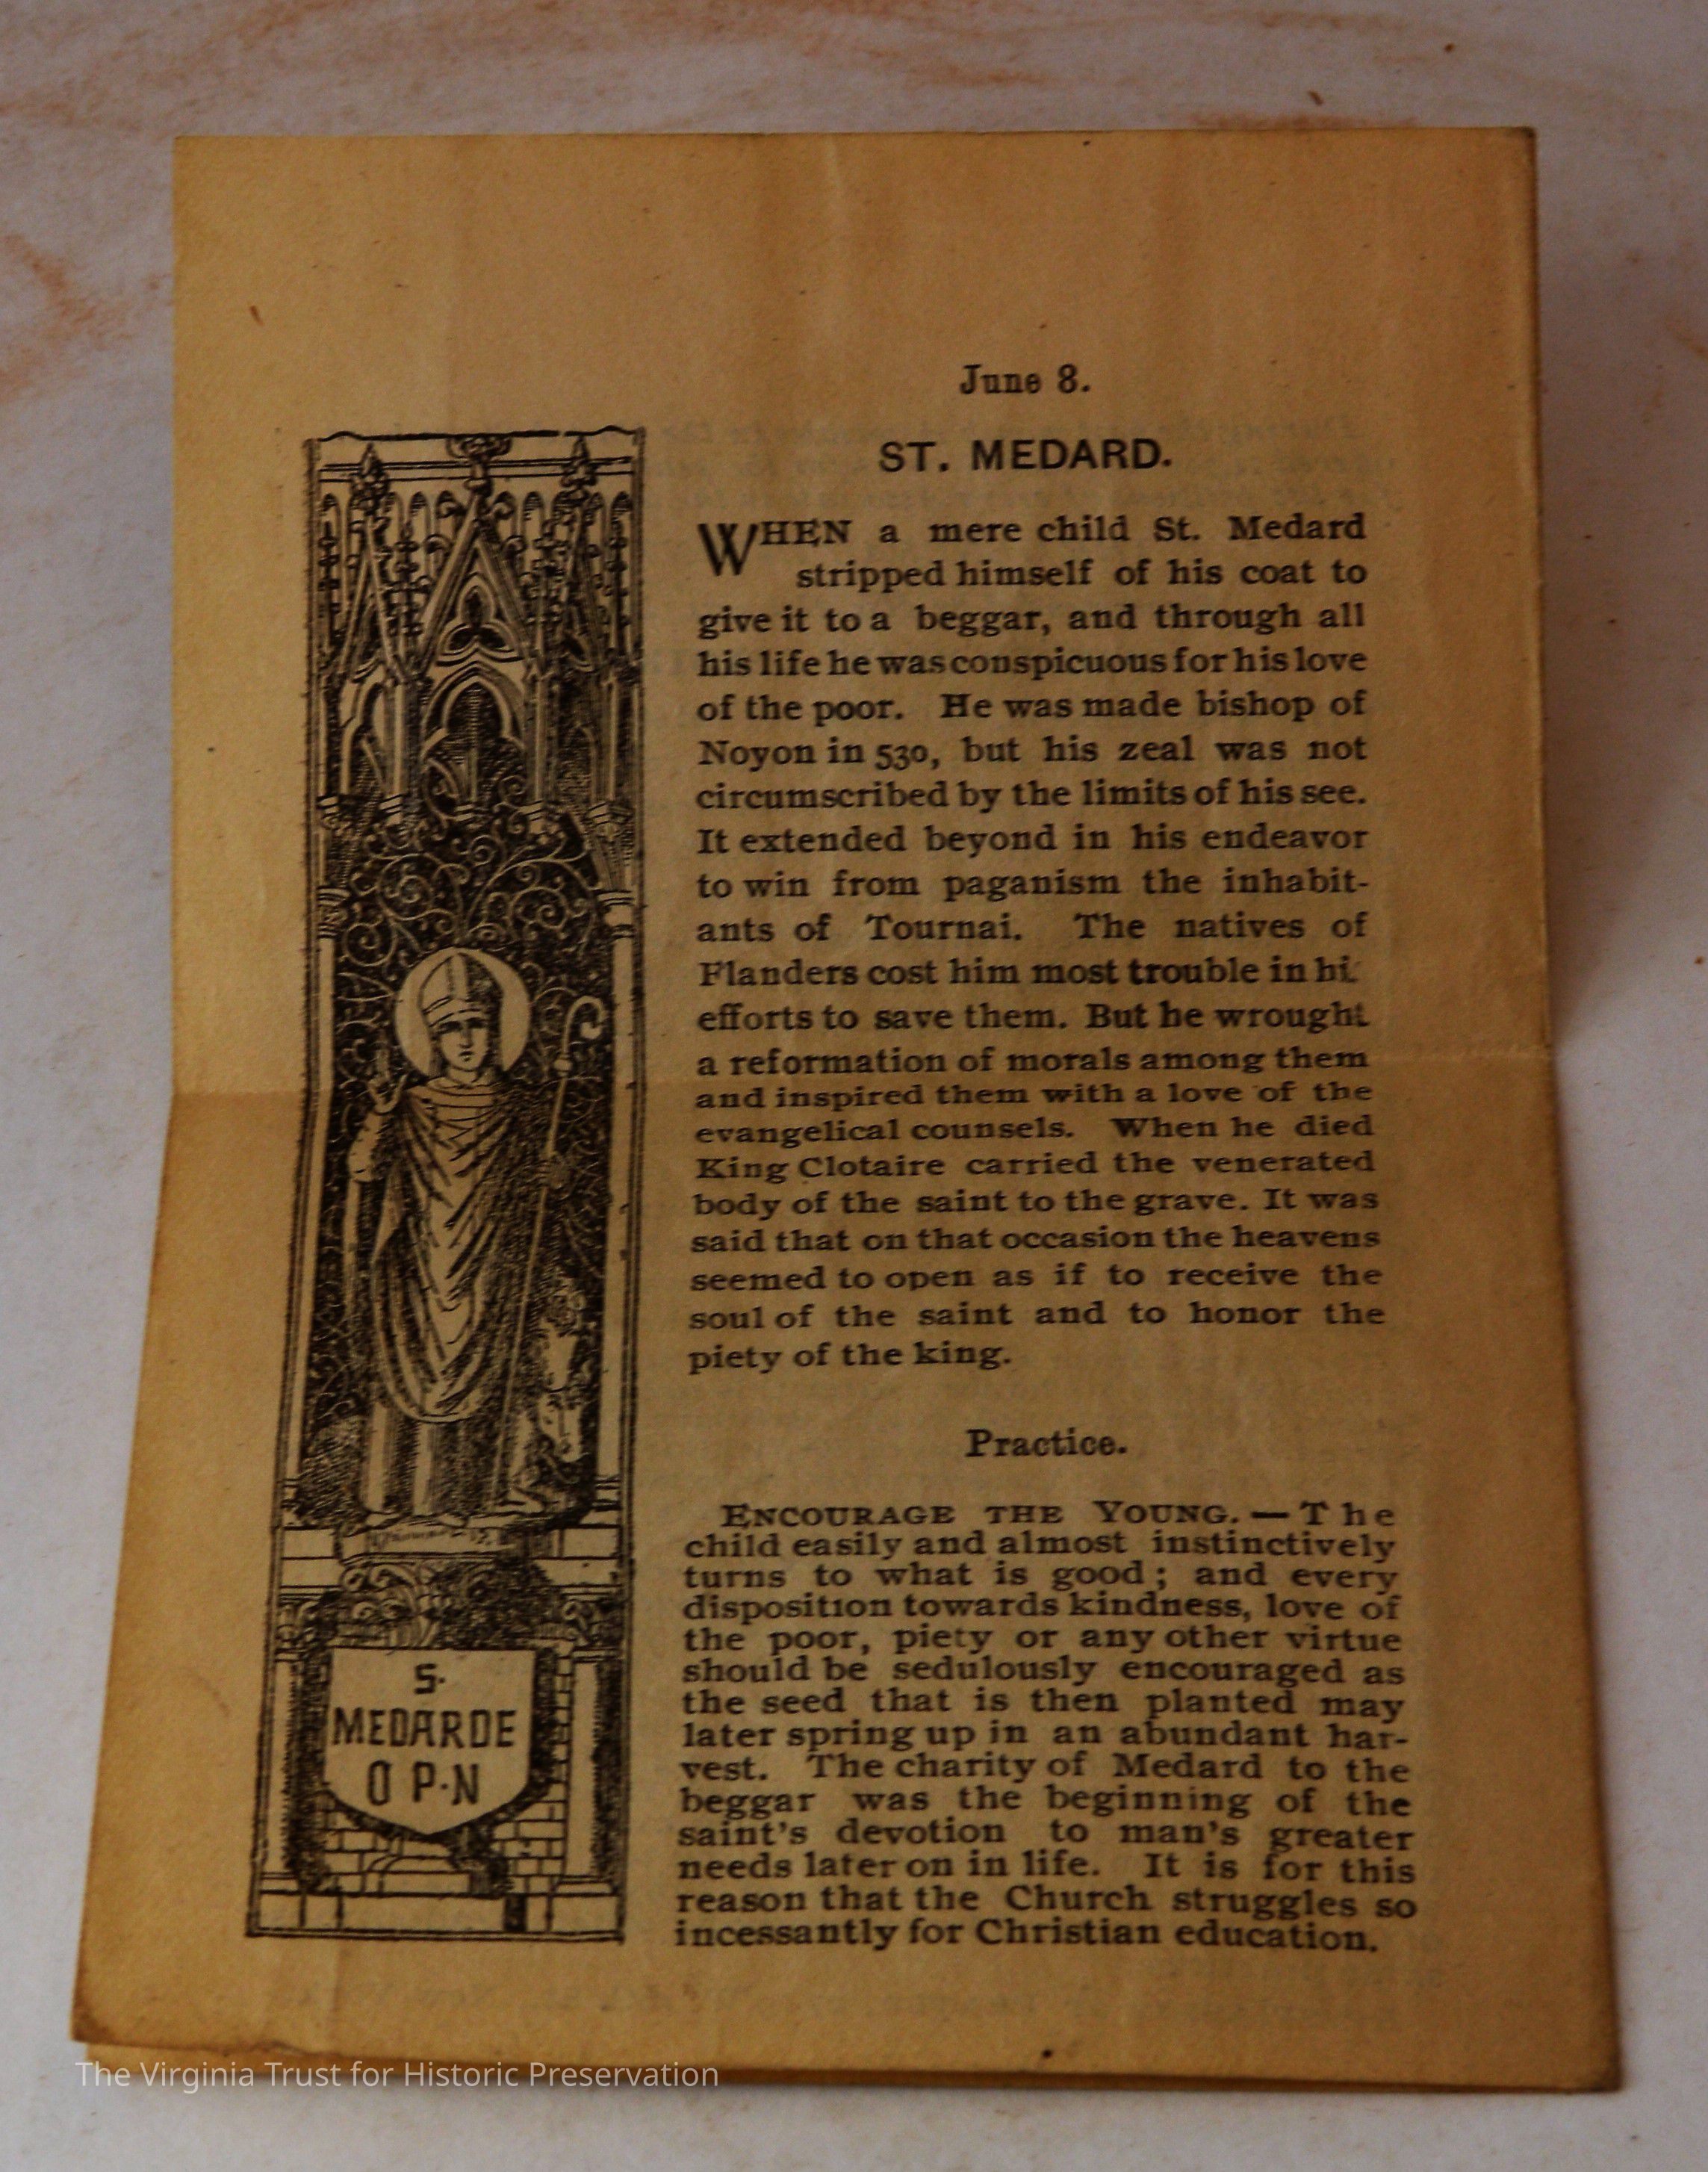 June 8.
ST. MEDARD.
WHEN a mere child St. Medard
stripped himself of his coat to
give it to a beggar, and through all
his life he was conspicuous for his love
of the poor. He was made bishop of
Noyon in 530, but his zeal was not
circumscribed by the limits of his see.
It extended beyond in his endeavor
to win from paganism the inhabit-
ants of Tournai. The natives of
Flanders cost him most trouble in hi
efforts to save them. But he wrought
a reformation of morals among them
and inspired them with a love of the
evangelical counsels. When he died
King Clotaire carried the venerated
body of the saint to the grave. It was
said that on that occasion the heavens
seemed to open as if to receive the
soul of the saint and to honor the
piety of the king.
Practice.
ENCOURAGE THE YOUNG. — The
child easily and almost instinctively
turns to what is good; and every
disposition towards kindness, love of
the poor, piety or any other virtue
should be sedulously encouraged as
the seed that is then planted may
later spring up in an abundant har-
vest. The charity of Medard to the
beggar was the beginning of the
saint's devotion to man's greater
needs later on in life. It is for this
reason that the Church struggles so
incessantly for Christian education.
S.
MEDARDE
O P·N
The Virginia Trust for Historic Preservation